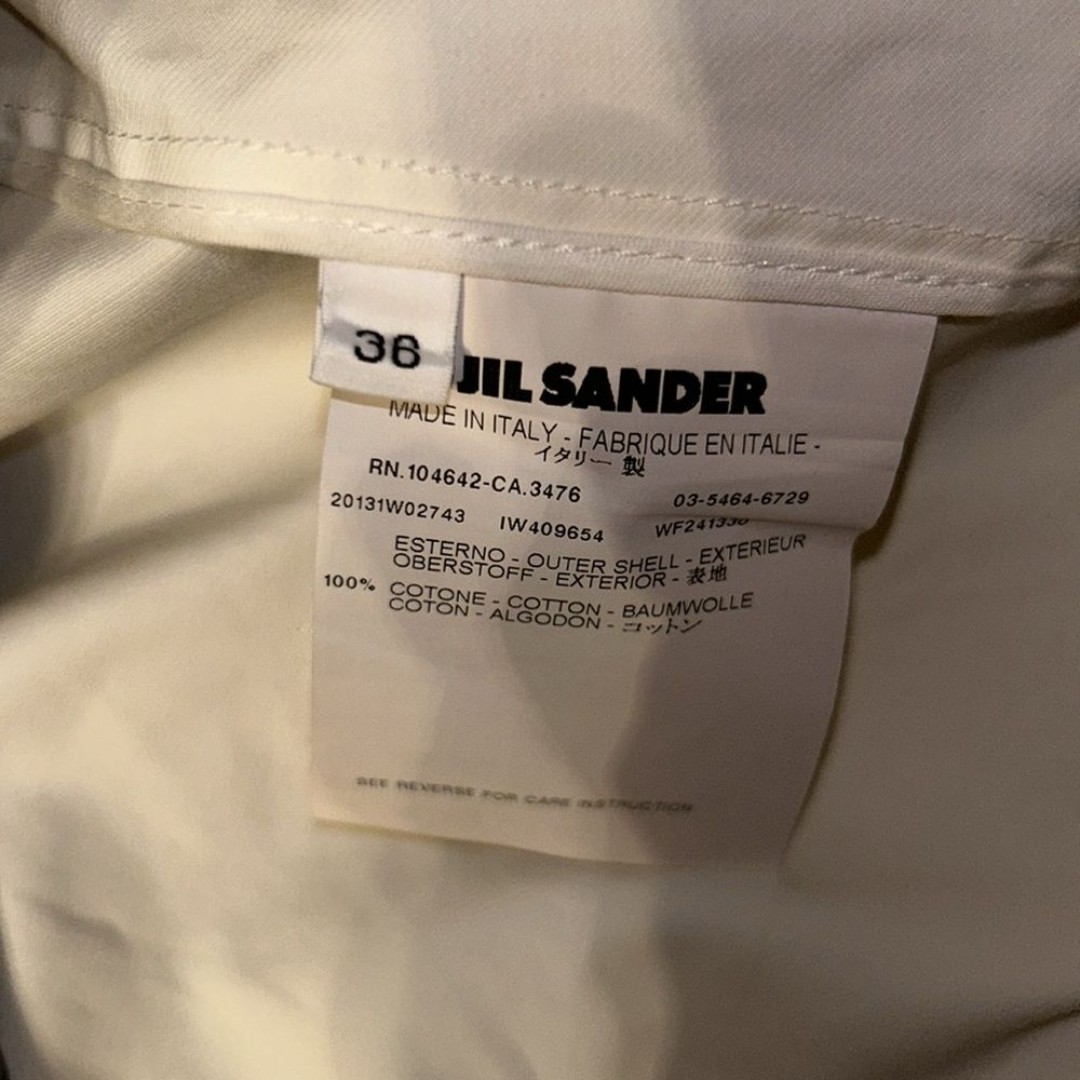 36
JIL SANDER
MADE IN ITALY - FABRIQUE EN ITALIE -
イタリー 製
RN.104642-CA.3476
03-5464-6729
20131W02743 IW409654 WF241330
ESTERNO - OUTER SHELL - EXTERIEUR
OBERSTOFF - EXTERIOR - 表地
100% COTONE - COTTON - BAUMWOLLE
COTON - ALGODON - コットン
SEE REVERSE FOR CARE INSTRUCTION